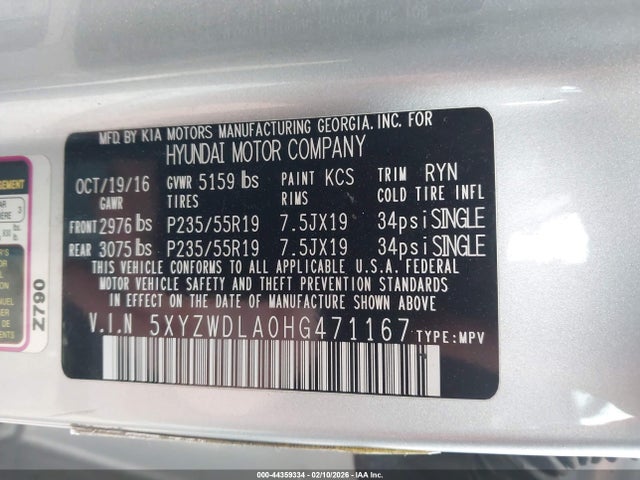 MFD. BY KIA MOTORS MANUFACTURING GEORGIA. INC. FOR
HYUNDAI MOTOR COMPANY
OCT/19/16 GVWR 5159 lbs PAINT KCS TRIM RYN
GAWR TIRES RIMS COLD TIRE INFL
FRONT 2976 lbs P235/55R19 7.5JX19 34psi SINGLE
REAR 3075 lbs P235/55R19 7.5JX19 34psi SINGLE
THIS VEHICLE CONFORMS TO ALL APPLICABLE U.S.A. FEDERAL
MOTOR VEHICLE SAFETY AND THEFT PREVENTION STANDARDS
IN EFFECT ON THE DATE OF MANUFACTURE SHOWN ABOVE.
V.I.N 5XYZWDLA0HG471167 TYPE:MPV
Z790
000-44359334 - 02/10/2026 - IAA Inc.